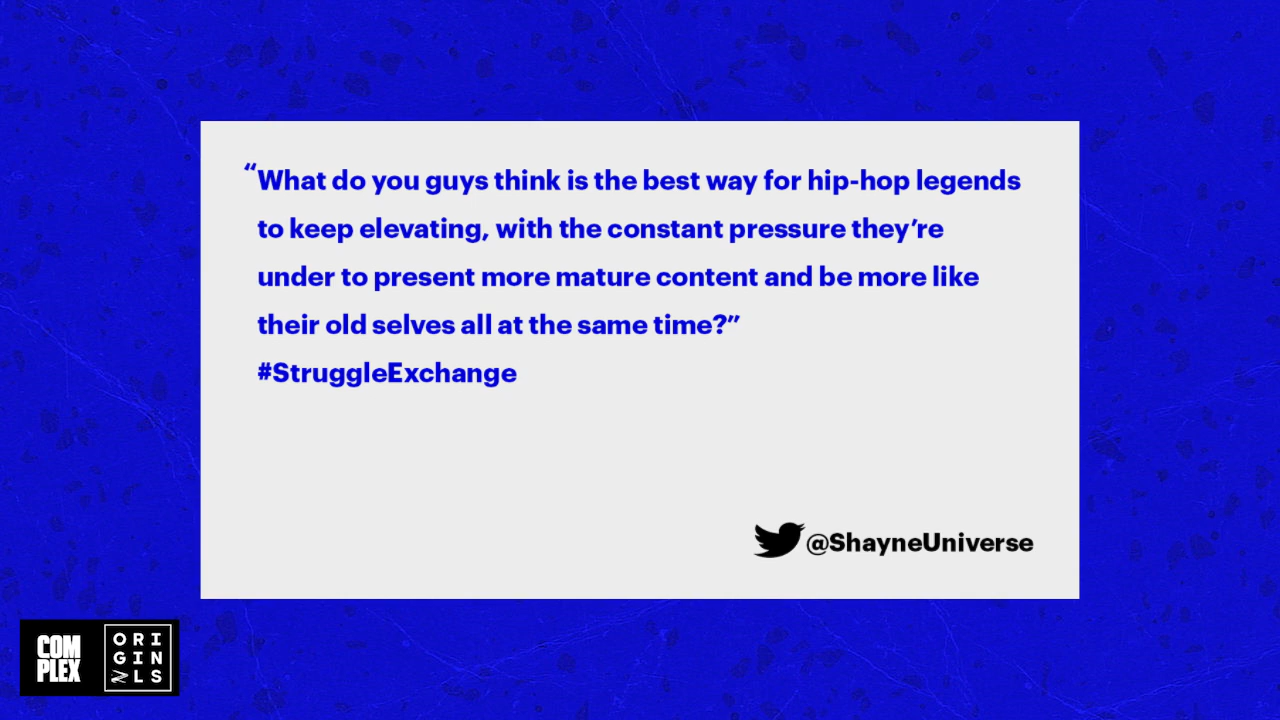 “What do you guys think is the best way for hip-hop legends
to keep elevating, with the constant pressure they’re
under to present more mature content and be more like
their old selves all at the same time?”
#StruggleExchange
@ShayneUniverse
COM
PLEX
ORI
GIN
ALS